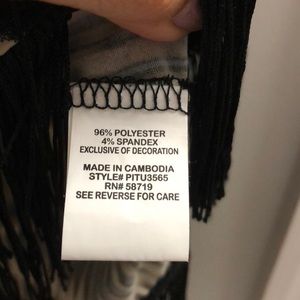 96% POLYESTER
4% SPANDEX
EXCLUSIVE OF DECORATION
MADE IN CAMBODIA
STYLE# PITU3565
RN# 58719
SEE REVERSE FOR CARE